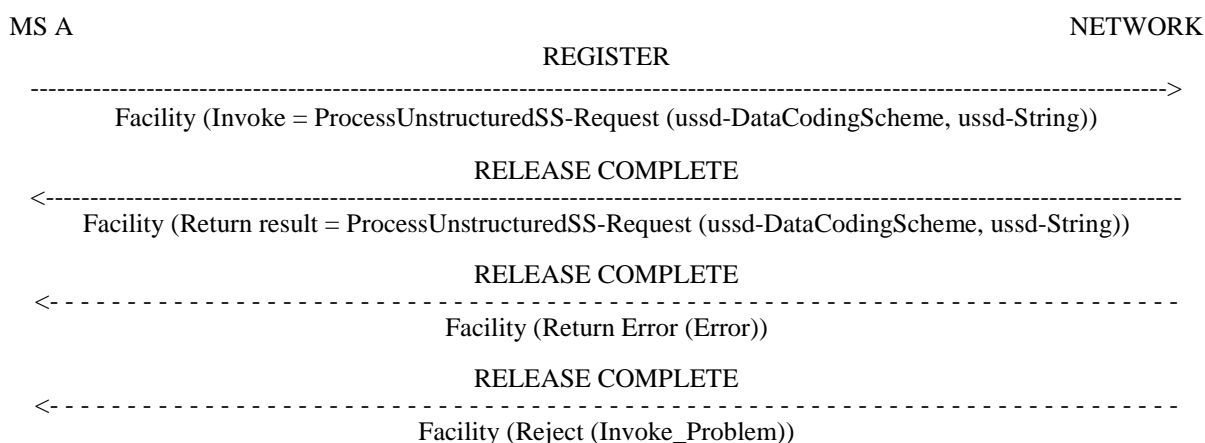 MS A NETWORK
REGISTER
Facility (Invoke = ProcessUnstructuredSS-Request (ussd-DataCodingScheme, ussd-String))
RELEASE COMPLETE
Facility (Return result = ProcessUnstructuredSS-Request (ussd-DataCodingScheme, ussd-String))
RELEASE COMPLETE
Facility (Return Error (Error))
RELEASE COMPLETE
Facility (Reject (Invoke_Problem))